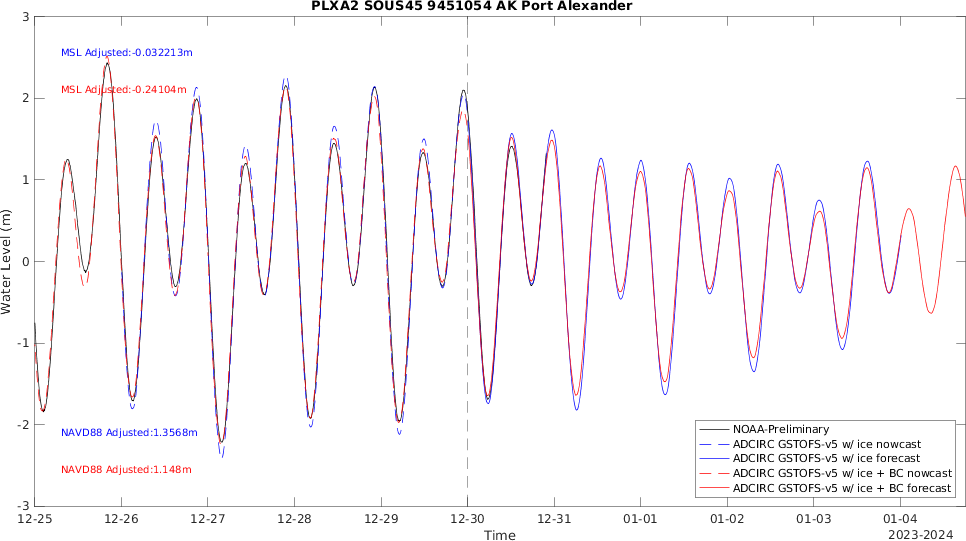 PLXA2 SOUS45 9451054 AK Port Alexander
3
2
1
0
-1
-2
-3
Water Level (m)
MSL Adjusted:-0.032213m
MSL Adjusted:-0.24104m
NAVD88 Adjusted:1.3568m
NAVD88 Adjusted:1.148m
NOAA-Preliminary
ADCIRC GSTOFS-v5 w/ ice nowcast
ADCIRC GSTOFS-v5 w/ ice forecast
ADCIRC GSTOFS-v5 w/ ice + BC nowcast
ADCIRC GSTOFS-v5 w/ ice + BC forecast
12-25 12-26 12-27 12-28 12-29 12-30 12-31 01-01 01-02 01-03 01-04
Time
2023-2024